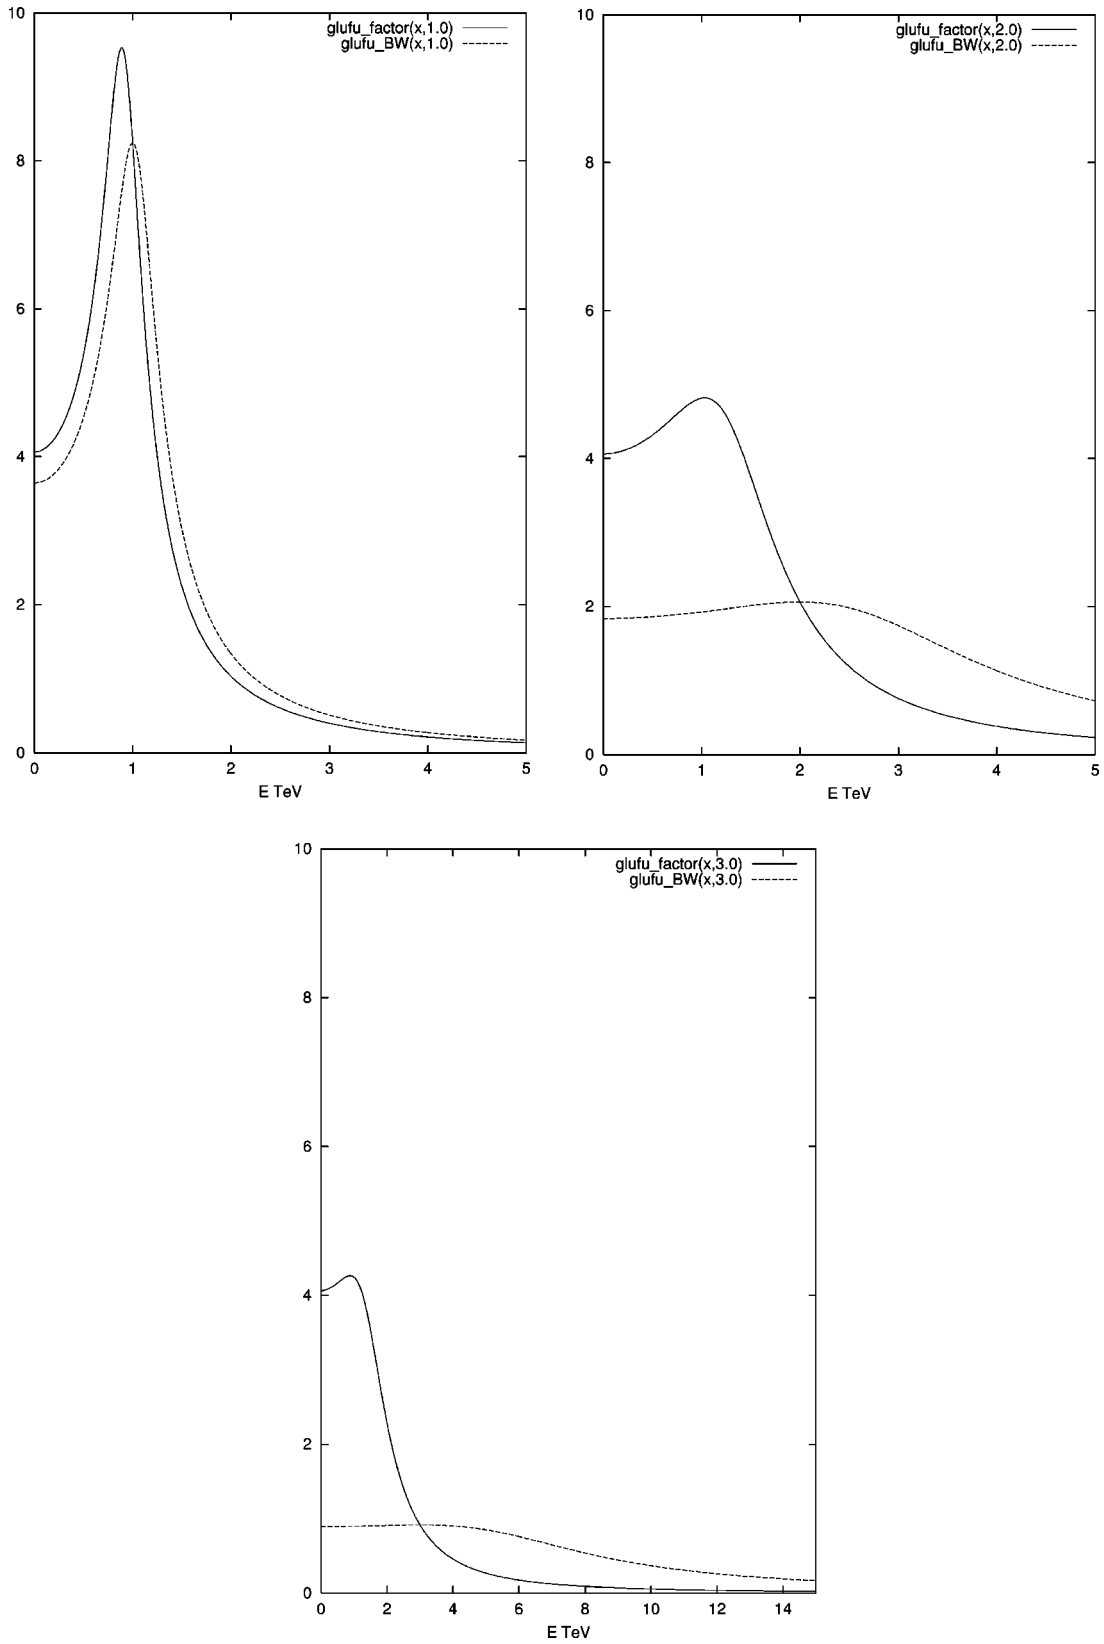 glufu_factor(x,1.0)
glufu_BW(x,1.0)
10
8
6
4
2
0
0 1 2 3 4 5
E TeV
glufu_factor(x,2.0)
glufu_BW(x,2.0)
10
8
6
4
2
0
0 1 2 3 4 5
E TeV
glufu_factor(x,3.0)
glufu_BW(x,3.0)
10
8
6
4
2
0
0 2 4 6 8 10 12 14
E TeV